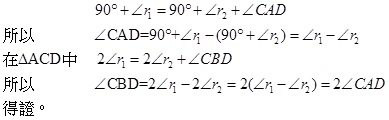 90°+∠r₁=90°+∠r₂+∠CAD
所以 ∠CAD=90°+∠r₁−(90°+∠r₂)=∠r₁−∠r₂
在ΔACD中 2∠r₁=2∠r₂+∠CBD
所以 ∠CBD=2∠r₁−2∠r₂=2(∠r₁−∠r₂)=2∠CAD
得證。